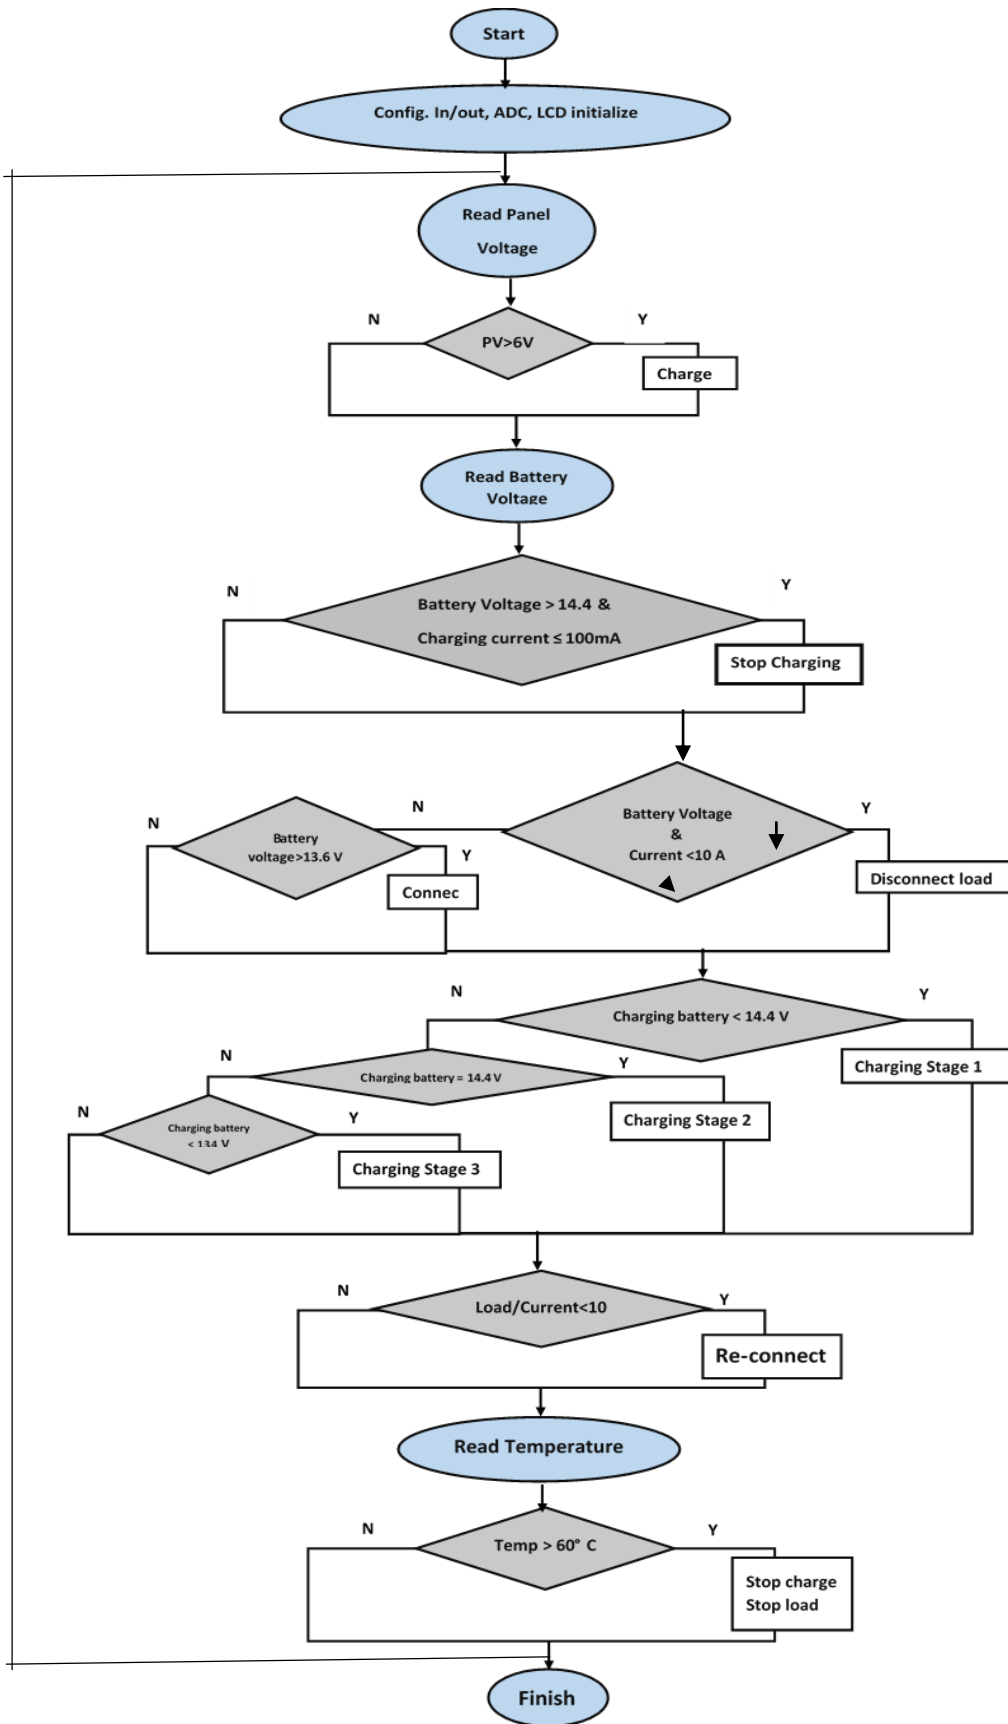 Start
Config. In/out, ADC, LCD initialize
Read Panel
Voltage
N
Y
PV>6V
Charge
Read Battery
Voltage
N
Y
Battery Voltage > 14.4 &
Charging current ≤ 100mA
Stop Charging
N
Y
Battery Voltage
&
Current <10 A
Disconnect load
N
Battery
voltage>13.6 V
Y
Connec
N
Y
Charging battery < 14.4 V
Charging Stage 1
N
Y
Charging battery = 14.4 V
Charging Stage 2
N
Y
Charging battery
< 13.4 V
Charging Stage 3
N
Y
Load/Current<10
Re-connect
Read Temperature
N
Y
Temp > 60° C
Stop charge
Stop load
Finish